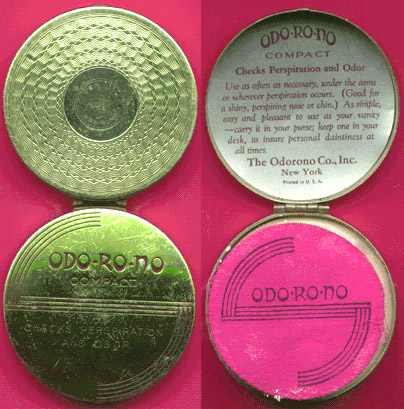 ODO·RO·NO
COMPACT
CHECKS PERSPIRATION
AND ODOR
ODO·RO·NO
COMPACT
Checks Perspiration and Odor
Use as often as necessary, under the arms
or wherever perspiration occurs. (Good for
a shiny, perspiring nose or chin.) As simple,
easy and pleasant to use as your vanity
—carry it in your purse; keep one in your
desk, to insure personal daintiness at
all times.
The Odorono Co., Inc.
New York
Printed in U. S. A.
ODO·RO·NO